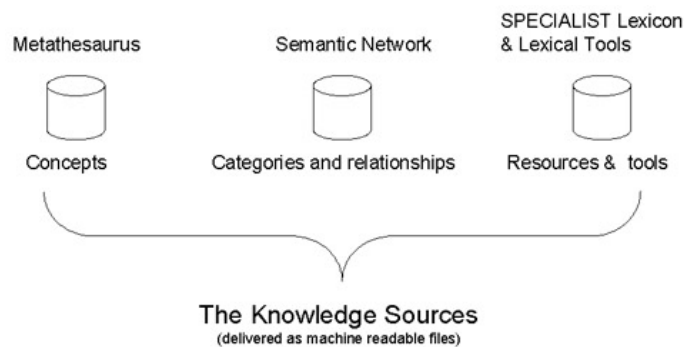 Metathesaurus
Semantic Network
SPECIALIST Lexicon
& Lexical Tools
Concepts
Categories and relationships
Resources & tools
The Knowledge Sources
(delivered as machine readable files)